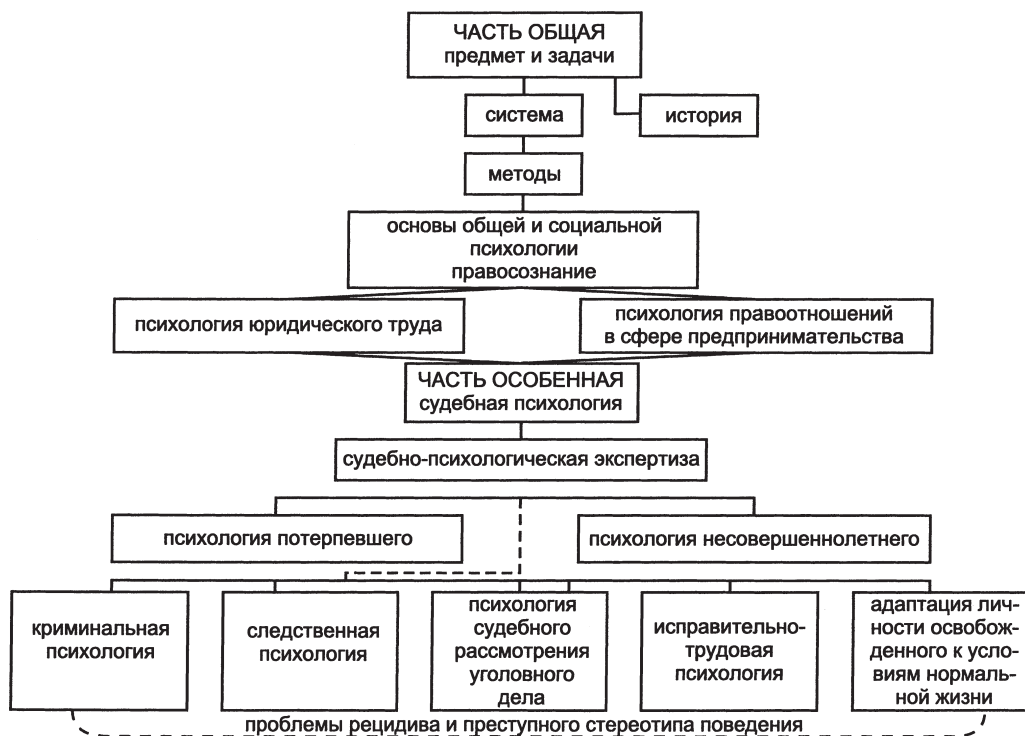 ЧАСТЬ ОБЩАЯ
предмет и задачи
система
история
методы
основы общей и социальной
психологии
правосознание
психология юридического труда
психология правоотношений
в сфере предпринимательства
ЧАСТЬ ОСОБЕННАЯ
судебная психология
судебно-психологическая экспертиза
психология потерпевшего
психология несовершеннолетнего
криминальная
психология
следственная
психология
психология
судебного
рассмотрения
уголовного
дела
исправительно-
трудовая
психология
адаптация лич-
ности освобож-
денного к усло-
виям нормаль-
ной жизни
проблемы рецидива и преступного стереотипа поведения